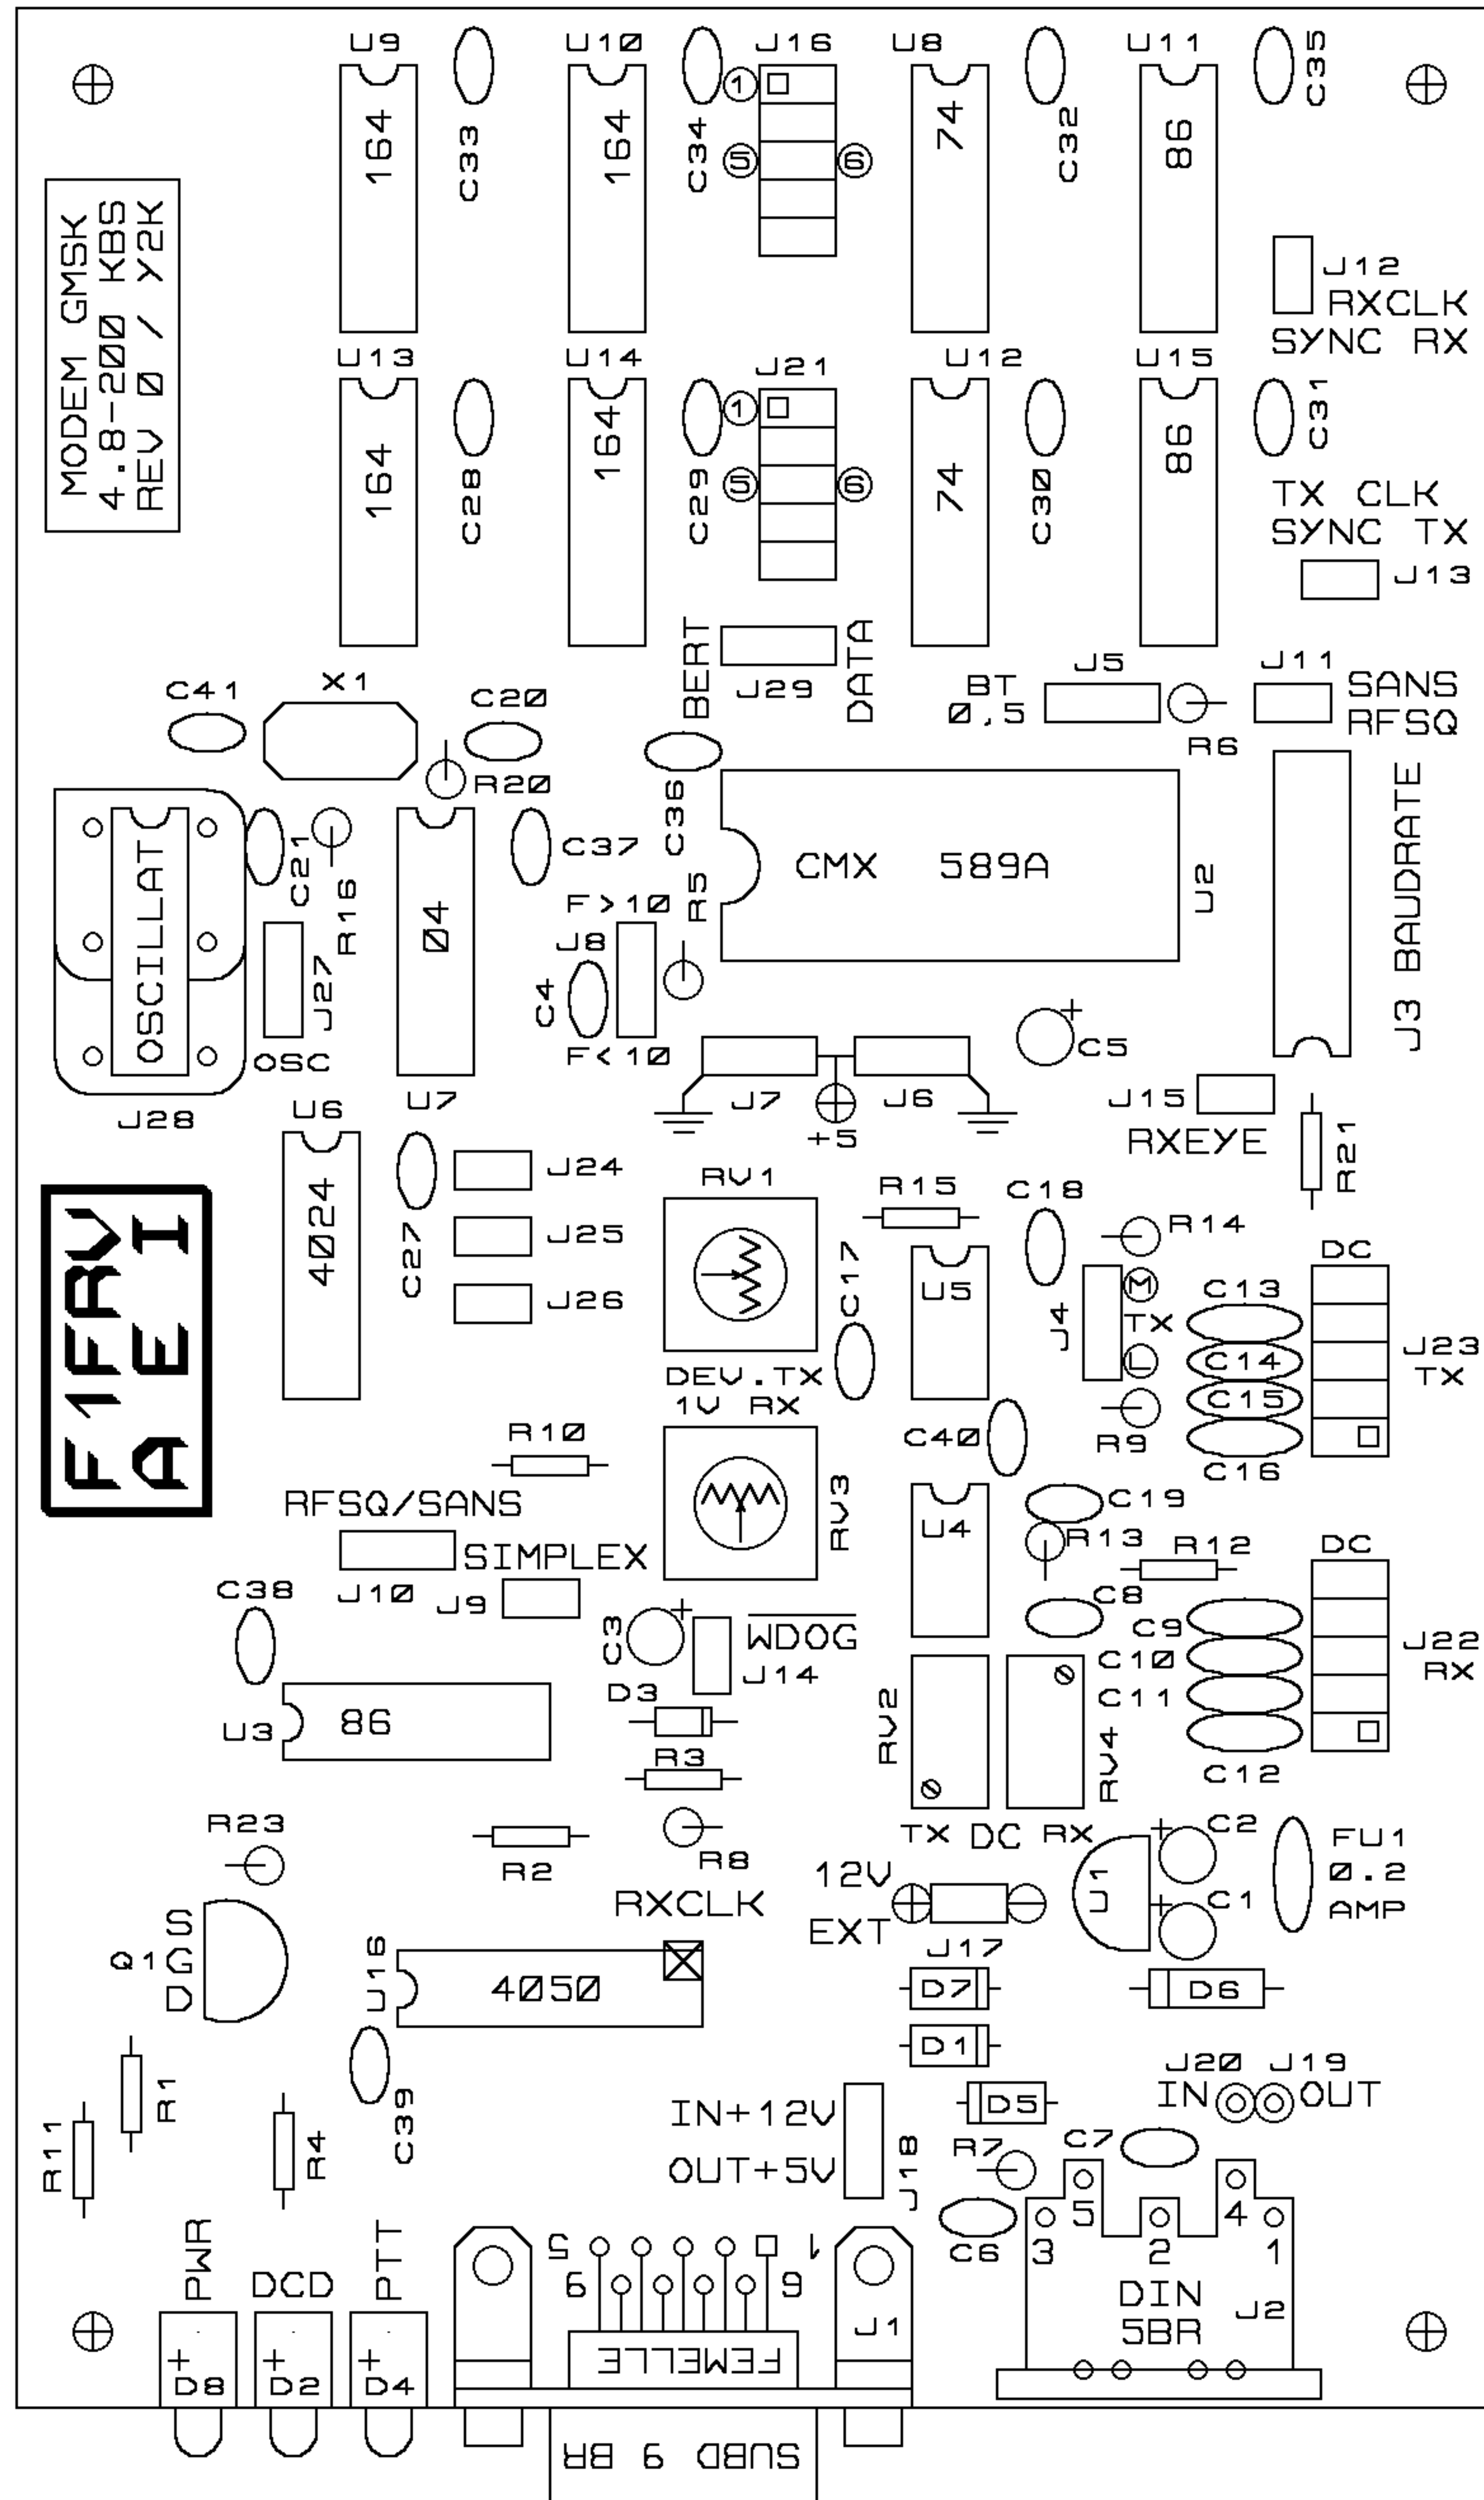 U9
U10
J16
U8
U11
C35
164
C33
164
C34
1
5
6
74
C32
86
MODEM GMSK
4.8-200 KBS
REV 0 / Y2K
J12
RXCLK
SYNC RX
U13
U14
J21
U12
U15
164
C28
164
C29
1
5
6
74
C30
86
C31
TX CLK
SYNC TX
J13
BERT
J29
DATA
BT
0,5
J5
R6
J11
SANS
RFSQ
C41
X1
C20
R20
C36
OSCILLAT
C21
R16
J27
OSC
J28
04
U7
C37
F>10
J8
C4
F<10
R5
CMX 589A
U2
J3 BAUDRATE
C5
J7
+5
J6
J15
RXEYE
R21
U6
4024
C27
J24
J25
J26
RV1
DEV.TX
1V RX
R15
C18
C17
U5
R14
M
TX
L
J4
R9
C13
C14
C15
C16
DC
J23
TX
F1FRV
A E I
R10
RFSQ/SANS
J10
SIMPLEX
J9
RV3
C40
U4
C19
R13
R12
C8
C9
C10
C11
C12
DC
J22
RX
C38
U3
86
C3
WDOG
J14
D3
R3
R8
R2
RV2
RV4
TX DC RX
R23
RXCLK
12V
EXT
J17
U1
C2
C1
FU1
0.2
AMP
Q1
S
G
D
U16
4050
D7
D6
D1
D5
J20
J19
IN
OUT
R1
R11
R4
C39
IN+12V
OUT+5V
J18
R7
C7
C6
PWR
DCD
PTT
5
1
9
6
FEMELLE
J1
3
5
2
4
1
DIN
5BR
J2
D8
D2
D4
SUBD 9 BR